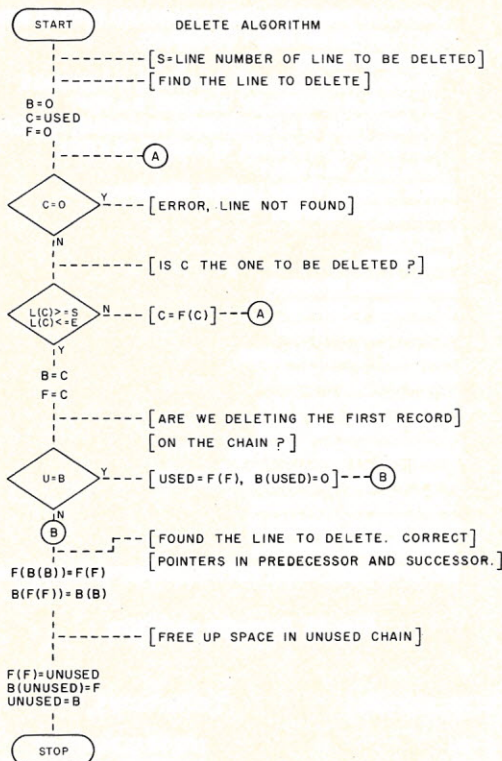 START
DELETE ALGORITHM
[S=LINE NUMBER OF LINE TO BE DELETED]
[FIND THE LINE TO DELETE]
B=0
C=USED
F=0
A
C=0
Y
[ERROR, LINE NOT FOUND]
N
[IS C THE ONE TO BE DELETED ?]
L(C)>=S
L(C)<=E
N
[C=F(C)]
A
Y
B=C
F=C
[ARE WE DELETING THE FIRST RECORD]
[ON THE CHAIN ?]
U=B
Y
[USED=F(F), B(USED)=0]
B
N
B
[FOUND THE LINE TO DELETE. CORRECT]
[POINTERS IN PREDECESSOR AND SUCCESSOR.]
F(B(B))=F(F)
B(F(F))=B(B)
[FREE UP SPACE IN UNUSED CHAIN]
F(F)=UNUSED
B(UNUSED)=F
UNUSED=B
STOP